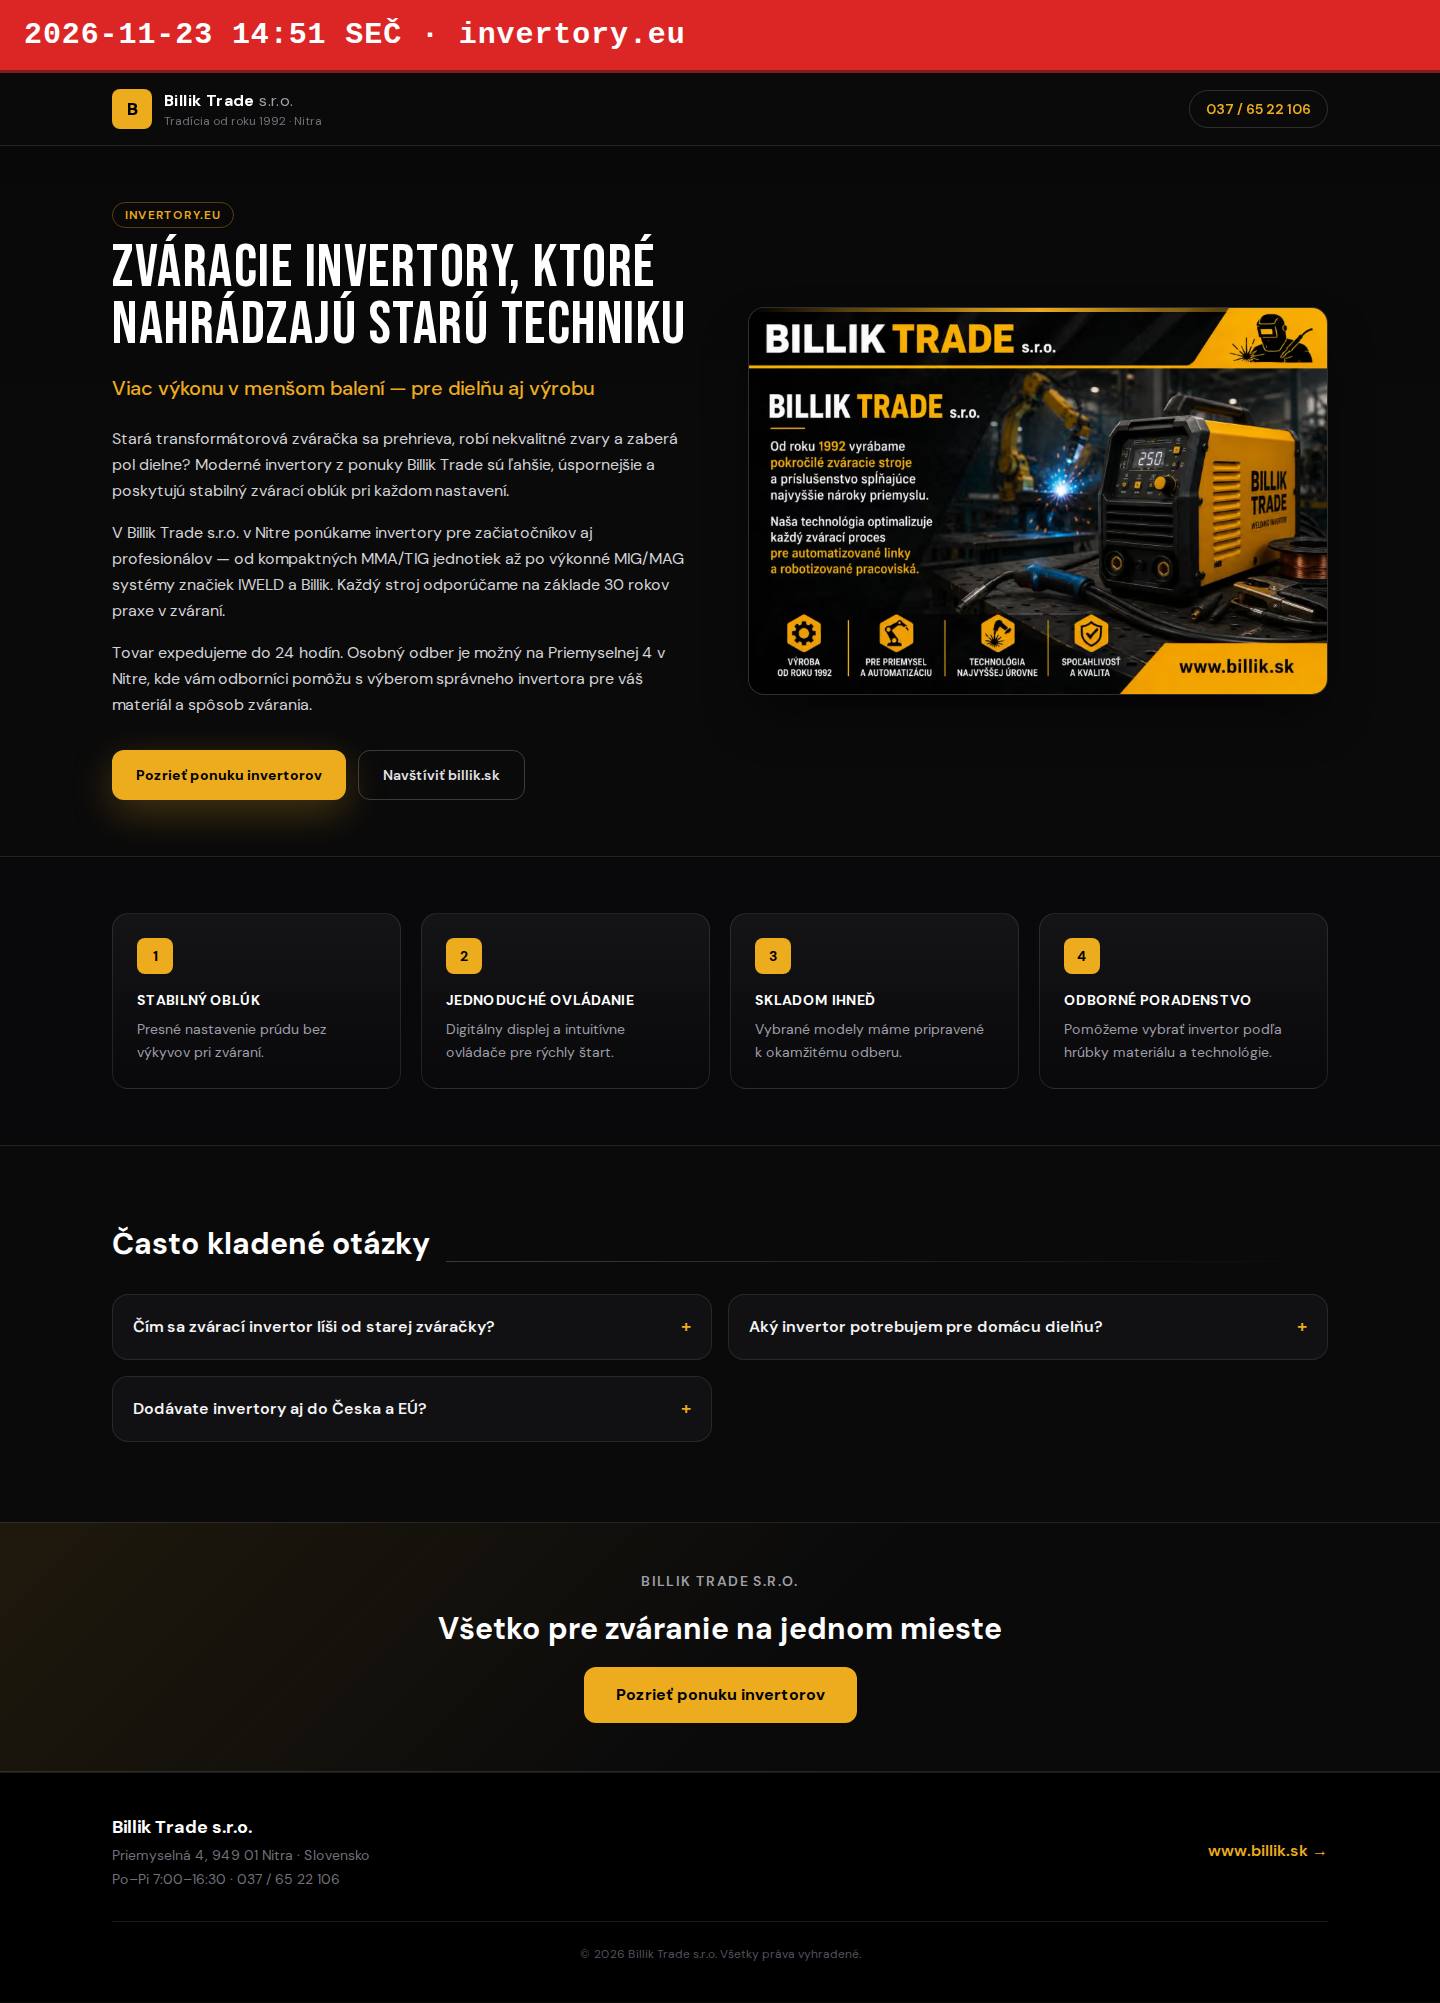 2026-11-23 14:51 SEČ · invertory.eu
B
Billik Trade s.r.o.
Tradícia od roku 1992 · Nitra
037 / 65 22 106
INVERTORY.EU
ZVÁRACIE INVERTORY, KTORÉ
NAHRÁDZAJÚ STARÚ TECHNIKU
Viac výkonu v menšom balení — pre dielňu aj výrobu
Stará transformátorová zváračka sa prehrieva, robí nekvalitné zvary a zaberá
pol dielne? Moderné invertory z ponuky Billik Trade sú ľahšie, úspornejšie a
poskytujú stabilný zvárací oblúk pri každom nastavení.
V Billik Trade s.r.o. v Nitre ponúkame invertory pre začiatočníkov aj
profesionálov — od kompaktných MMA/TIG jednotiek až po výkonné MIG/MAG
systémy značiek IWELD a Billik. Každý stroj odporúčame na základe 30 rokov
praxe v zváraní.
Tovar expedujeme do 24 hodín. Osobný odber je možný na Priemyselnej 4 v
Nitre, kde vám odborníci pomôžu s výberom správneho invertora pre váš
materiál a spôsob zvárania.
Pozrieť ponuku invertorov
Navštíviť billik.sk
BILLIK TRADE s.r.o.
BILLIK TRADE s.r.o.
Od roku 1992 vyrábame
pokročilé zváracie stroje
a príslušenstvo spĺňajúce
najvyššie nároky priemyslu.
Naša technológia optimalizuje
každý zvárací proces
pre automatizované linky
a robotizované pracoviská.
250
BILLIK
TRADE
WELDING INVERTOR
VÝROBA
OD ROKU 1992
PRE PRIEMYSEL
A AUTOMATIZÁCIU
TECHNOLÓGIA
NAJVYŠŠEJ ÚROVNE
SPOĽAHLIVOSŤ
A KVALITA
www.billik.sk
1
STABILNÝ OBLÚK
Presné nastavenie prúdu bez
výkyvov pri zváraní.
2
JEDNODUCHÉ OVLÁDANIE
Digitálny displej a intuitívne
ovládače pre rýchly štart.
3
SKLADOM IHNEĎ
Vybrané modely máme pripravené
k okamžitému odberu.
4
ODBORNÉ PORADENSTVO
Pomôžeme vybrať invertor podľa
hrúbky materiálu a technológie.
Často kladené otázky
Čím sa zvárací invertor líši od starej zváračky? +
Aký invertor potrebujem pre domácu dielňu? +
Dodávate invertory aj do Česka a EÚ? +
BILLIK TRADE S.R.O.
Všetko pre zváranie na jednom mieste
Pozrieť ponuku invertorov
Billik Trade s.r.o.
Priemyselná 4, 949 01 Nitra · Slovensko
Po–Pi 7:00–16:30 · 037 / 65 22 106
www.billik.sk →
© 2026 Billik Trade s.r.o. Všetky práva vyhradené.